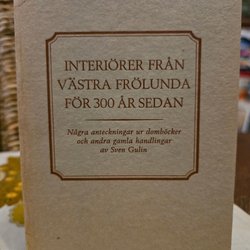 INTERIÖRER FRÅN
VÄSTRA FRÖLUNDA
FÖR 300 ÅR SEDAN
Några anteckningar ur domböcker
och andra gamla handlingar
av Sven Gulin